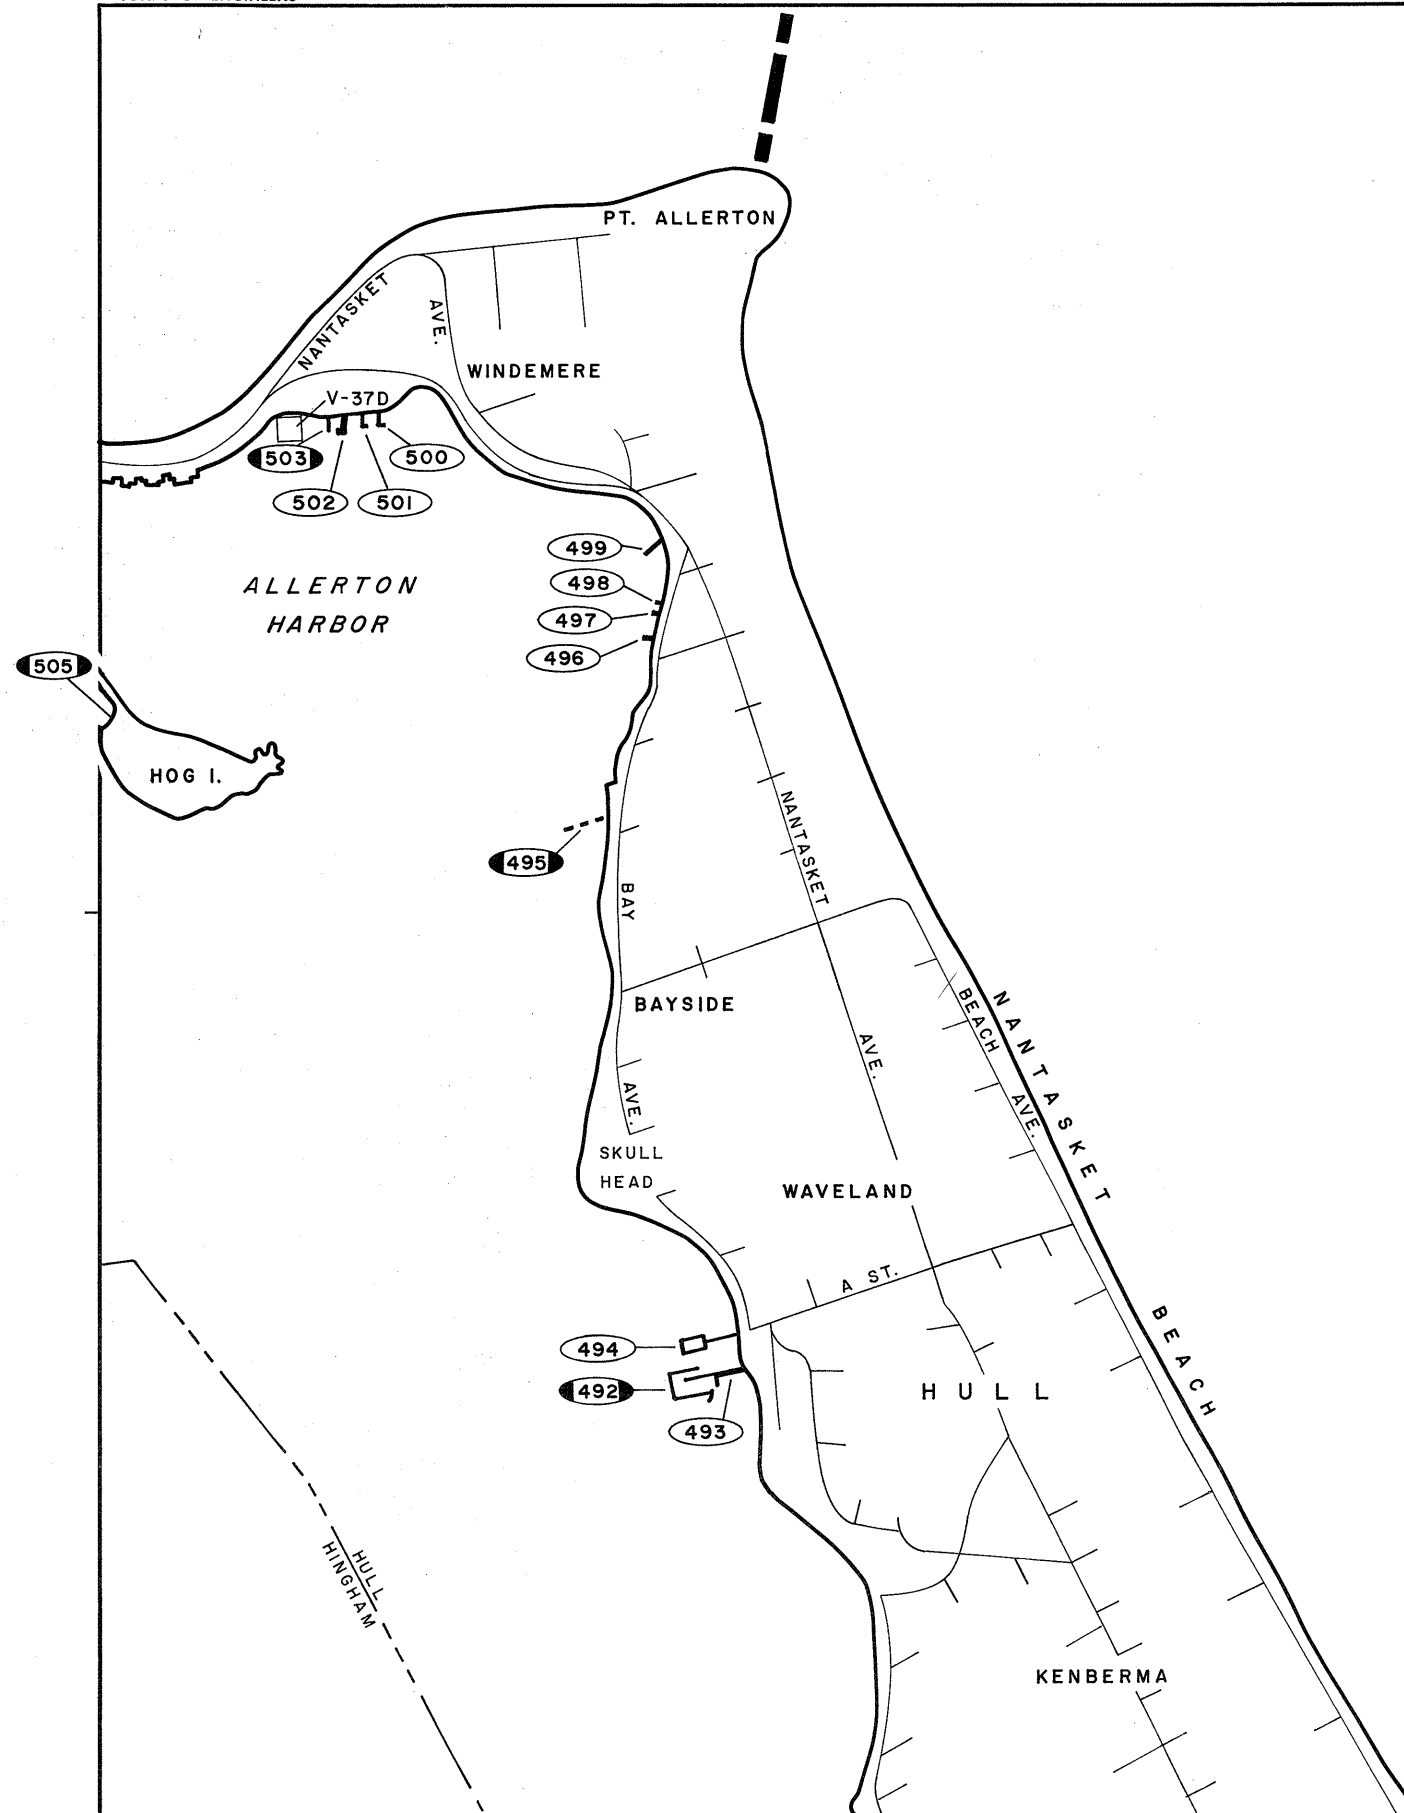 PT. ALLERTON
NANTASKET
AVE.
WINDEMERE
V-37D
503
500
502
501
499
498
497
496
ALLERTON
HARBOR
505
HOG I.
495
NANTASKET
BAY
BAYSIDE
BEACH
NANTASKET
AVE.
AVE.
AVE.
SKULL
HEAD
WAVELAND
A ST.
BEACH
494
492
493
HULL
HULL
HINGHAM
KENBERMA